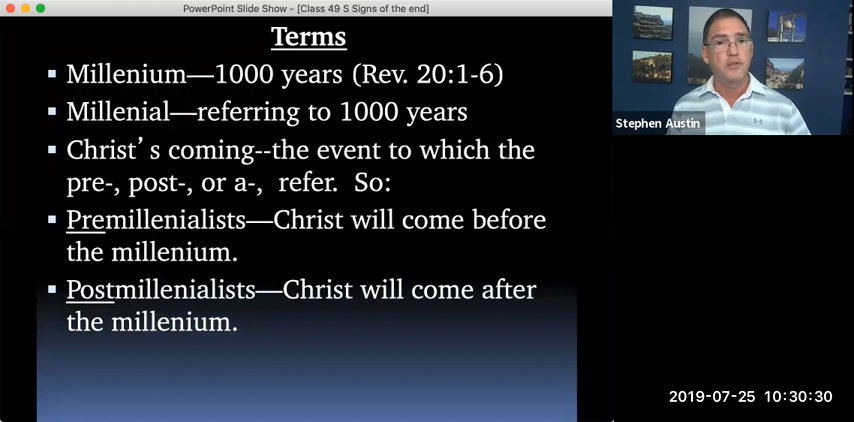 PowerPoint Slide Show - [Class 49 S Signs of the end]
Terms
▪ Millenium—1000 years (Rev. 20:1-6)
▪ Millenial—referring to 1000 years
▪ Christ’s coming--the event to which the
pre-, post-, or a-, refer. So:
▪ Premillenialists—Christ will come before
the millenium.
▪ Postmillenialists—Christ will come after
the millenium.
Stephen Austin
2019-07-25 10:30:30